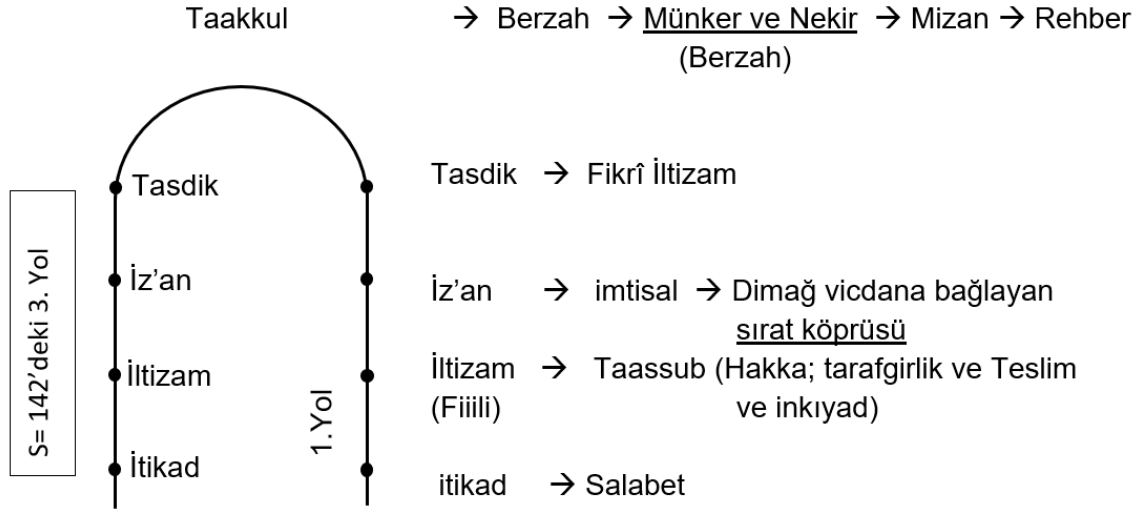 Taakkul → Berzah → Münker ve Nekir → Mizan → Rehber
(Berzah)
Tasdik
Tasdik → Fikrî İltizam
İz’an
İz’an → imtisal → Dimağ vicdana bağlayan
sırat köprüsü
İltizam
İltizam → Taassub (Hakka; tarafgirlik ve Teslim
(Fiiili) ve inkıyad)
İtikad
itikad → Salabet
S= 142’deki 3. Yol
1.Yol